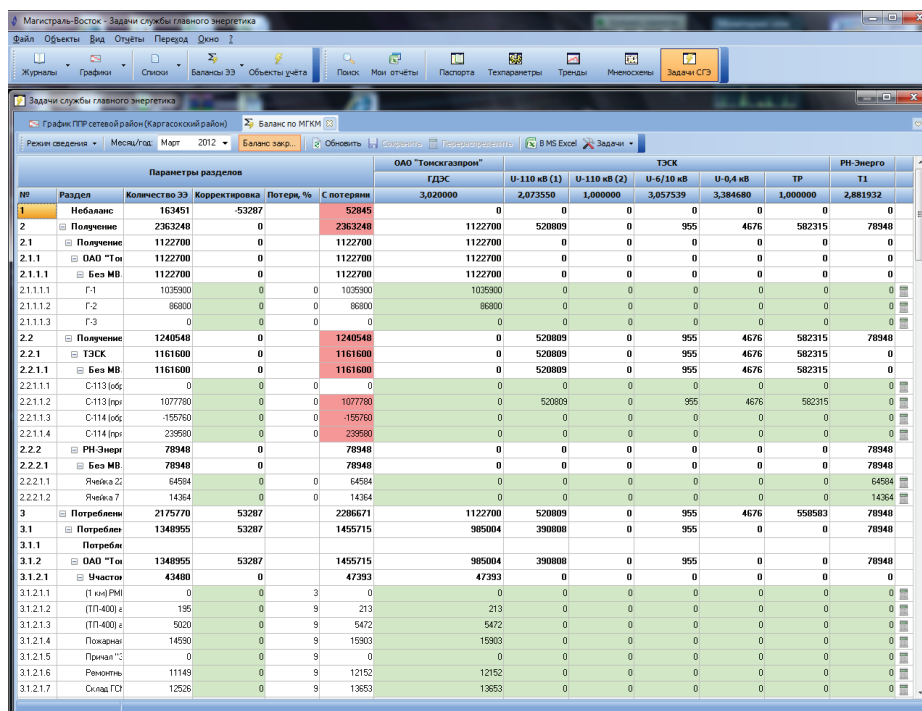 Магистраль-Восток - Задачи службы главного энергетика
Файл Объекты Вид Отчёты Переход Окно ?
Журналы Графики Списки Балансы ЭЭ Объекты учёта Поиск Мои отчёты Паспорта Техпараметры Тренды Мнемосхемы Задачи СГЭ
Задачи службы главного энергетика
График ППР сетевой район (Каргасокский район) Баланс по МГКМ
Режим сведения Месяц/год: Март 2012 Баланс закр... Обновить Сохранить Перераспределить В MS Excel Задачи
Параметры разделов ОАО "Томскгазпром" ТЭСК РН-Энерго
ГДЭС U-110 кВ (1) U-110 кВ (2) U-6/10 кВ U-0,4 кВ ТР Т1
№ Раздел Количество ЭЭ Корректировка Потери, % С потерями 3,020000 2,073550 1,000000 3,057539 3,384680 1,000000 2,881932
1 Небаланс 163451 -53287 52845 0 0 0 0 0 0 0
2 Получение 2363248 0 2363248 1122700 520809 0 955 4676 582315 78948
2.1 Получение 1122700 0 1122700 1122700 0 0 0 0 0 0
2.1.1 ОАО "То 1122700 0 1122700 1122700 0 0 0 0 0 0
2.1.1.1 Без МВ. 1122700 0 1122700 1122700 0 0 0 0 0 0
2.1.1.1.1 Г-1 1035900 0 0 1035900 1035900 0 0 0 0 0 0
2.1.1.1.2 Г-2 86800 0 0 86800 86800 0 0 0 0 0 0
2.1.1.1.3 Г-3 0 0 0 0 0 0 0 0 0 0 0
2.2 Получение 1240548 0 1240548 0 520809 0 955 4676 582315 78948
2.2.1 ТЭСК 1161600 0 1161600 0 520809 0 955 4676 582315 0
2.2.1.1 Без МВ. 1161600 0 1161600 0 520809 0 955 4676 582315 0
2.2.1.1.1 С-113 (обр 0 0 0 0 0 0 0 0 0 0 0
2.2.1.1.2 С-113 (пря 1077780 0 0 1077780 0 520809 0 955 4676 582315 0
2.2.1.1.3 С-114 (обр -155760 0 0 -155760 0 0 0 0 0 0 0
2.2.1.1.4 С-114 (пря 239580 0 0 239580 0 0 0 0 0 0 0
2.2.2 РН-Энерг 78948 0 78948 0 0 0 0 0 0 78948
2.2.2.1 Без МВ. 78948 0 78948 0 0 0 0 0 0 78948
2.2.2.1.1 Ячейка 22 64584 0 0 64584 0 0 0 0 0 0 64584
2.2.2.1.2 Ячейка 7 14364 0 0 14364 0 0 0 0 0 0 14364
3 Потреблени 2175770 53287 2286671 1122700 520809 0 955 4676 558583 78948
3.1 Потреблен 1348955 53287 1455715 985004 390808 0 955 0 0 78948
3.1.1 Потребле
3.1.2 ОАО "То 1348955 53287 1455715 985004 390808 0 955 0 0 78948
3.1.2.1 Участок 43480 0 47393 47393 0 0 0 0 0 0
3.1.2.1.1 (1 км) РМ 0 0 3 0 0 0 0 0 0 0 0
3.1.2.1.2 (ТП-400) а 195 0 9 213 213 0 0 0 0 0 0
3.1.2.1.3 (ТП-400) а 5020 0 9 5472 5472 0 0 0 0 0 0
3.1.2.1.4 Пожарная 14590 0 9 15903 15903 0 0 0 0 0 0
3.1.2.1.5 Причал "З 0 0 9 0 0 0 0 0 0 0 0
3.1.2.1.6 Ремонтнь 11149 0 9 12152 12152 0 0 0 0 0 0
3.1.2.1.7 Склад ГСМ 12526 0 9 13653 13653 0 0 0 0 0 0